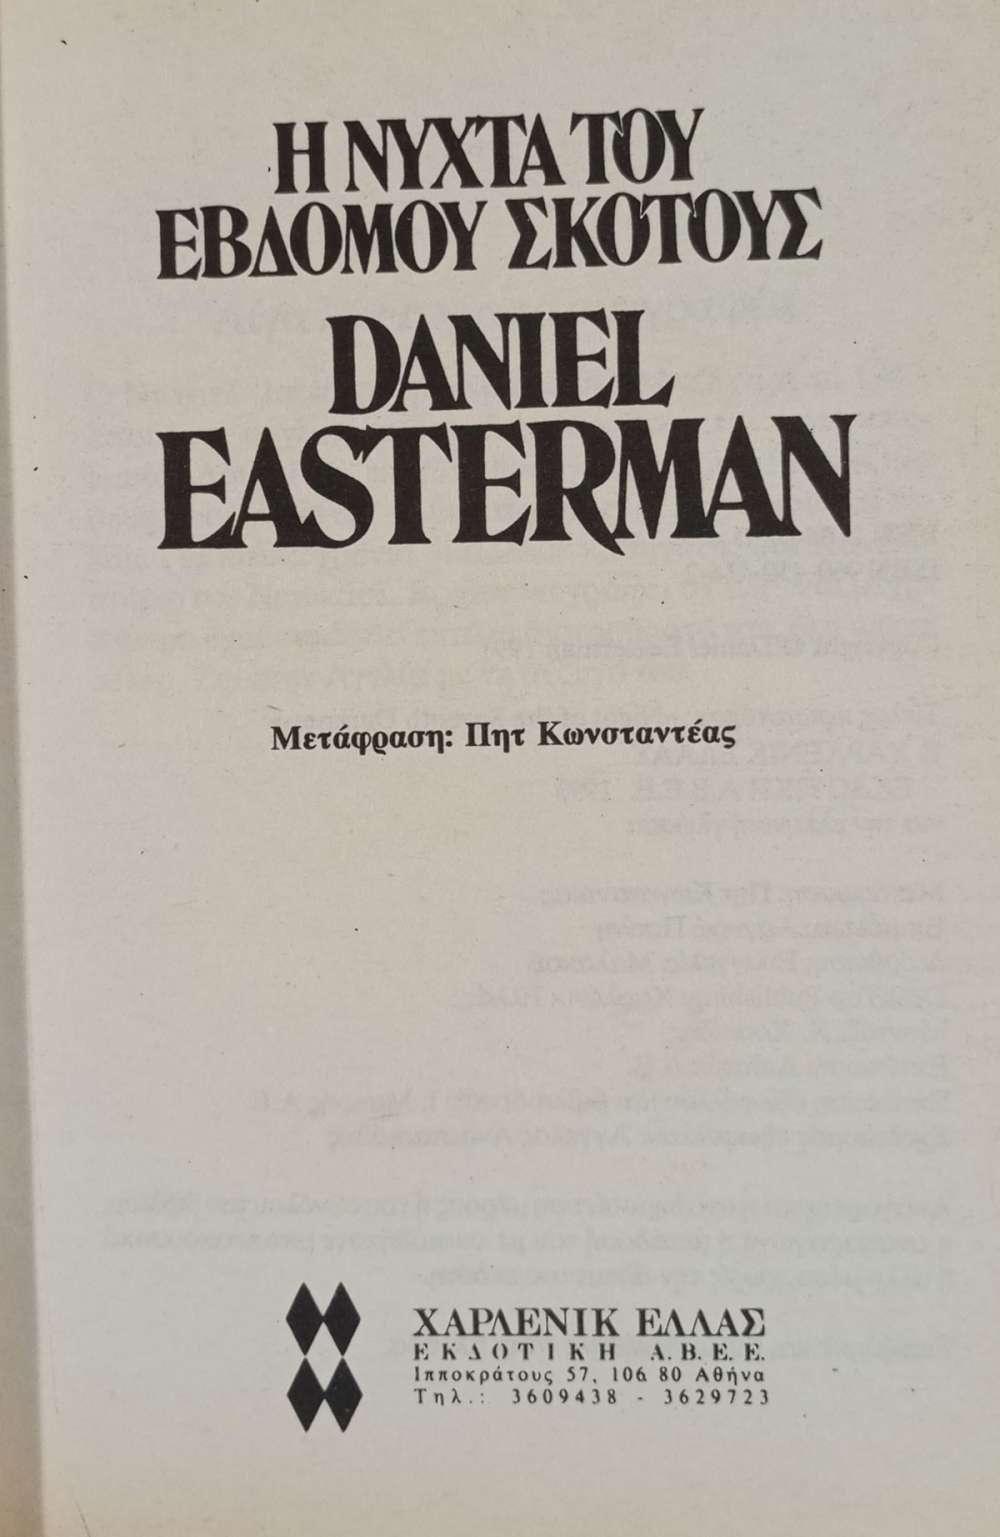 Η ΝΥΧΤΑ ΤΟΥ
ΕΒΔΟΜΟΥ ΣΚΟΤΟΥΣ
DANIEL
EASTERMAN
Μετάφραση: Πητ Κωνσταντέας
ΧΑΡΛΕΝΙΚ ΕΛΛΑΣ
ΕΚΔΟΤΙΚΗ Α.Β.Ε.Ε.
Ιπποκράτους 57, 106 80 Αθήνα
Τηλ.: 3609438 - 3629723